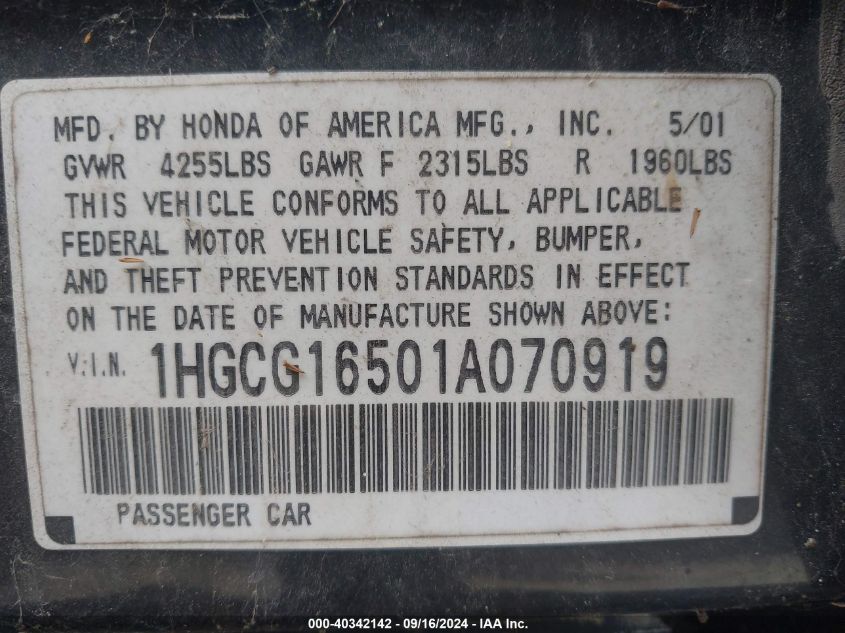 MFD. BY HONDA OF AMERICA MFG., INC. 5/01
GVWR 4255LBS GAWR F 2315LBS R 1960LBS
THIS VEHICLE CONFORMS TO ALL APPLICABLE
FEDERAL MOTOR VEHICLE SAFETY, BUMPER,
AND THEFT PREVENTION STANDARDS IN EFFECT
ON THE DATE OF MANUFACTURE SHOWN ABOVE:
V.I.N. 1HGCG16501A070919
PASSENGER CAR
000-40342142 - 09/16/2024 - IAA, Inc.